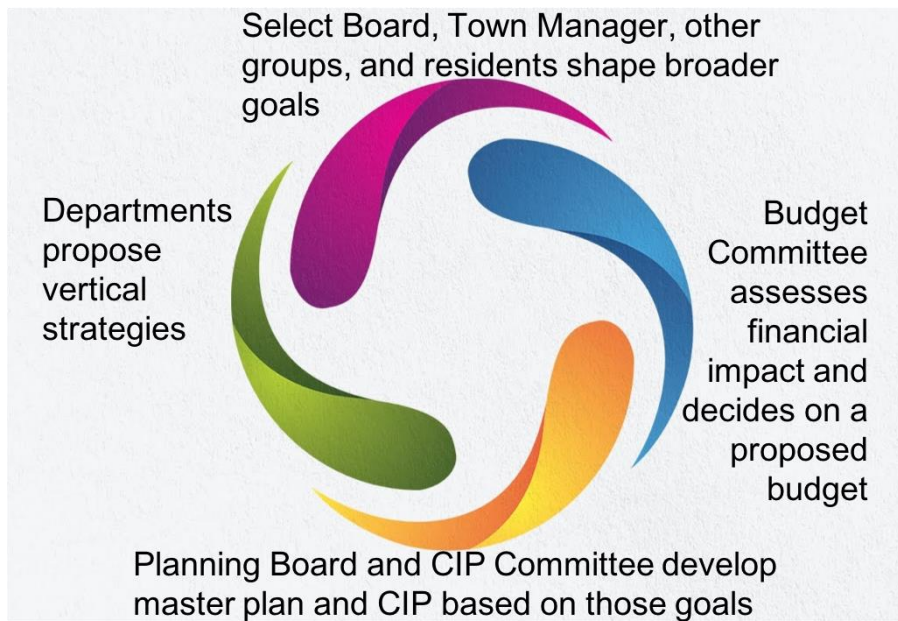 Select Board, Town Manager, other
groups, and residents shape broader
goals
Departments
propose
vertical
strategies
Budget
Committee
assesses
financial
impact and
decides on a
proposed
budget
Planning Board and CIP Committee develop
master plan and CIP based on those goals